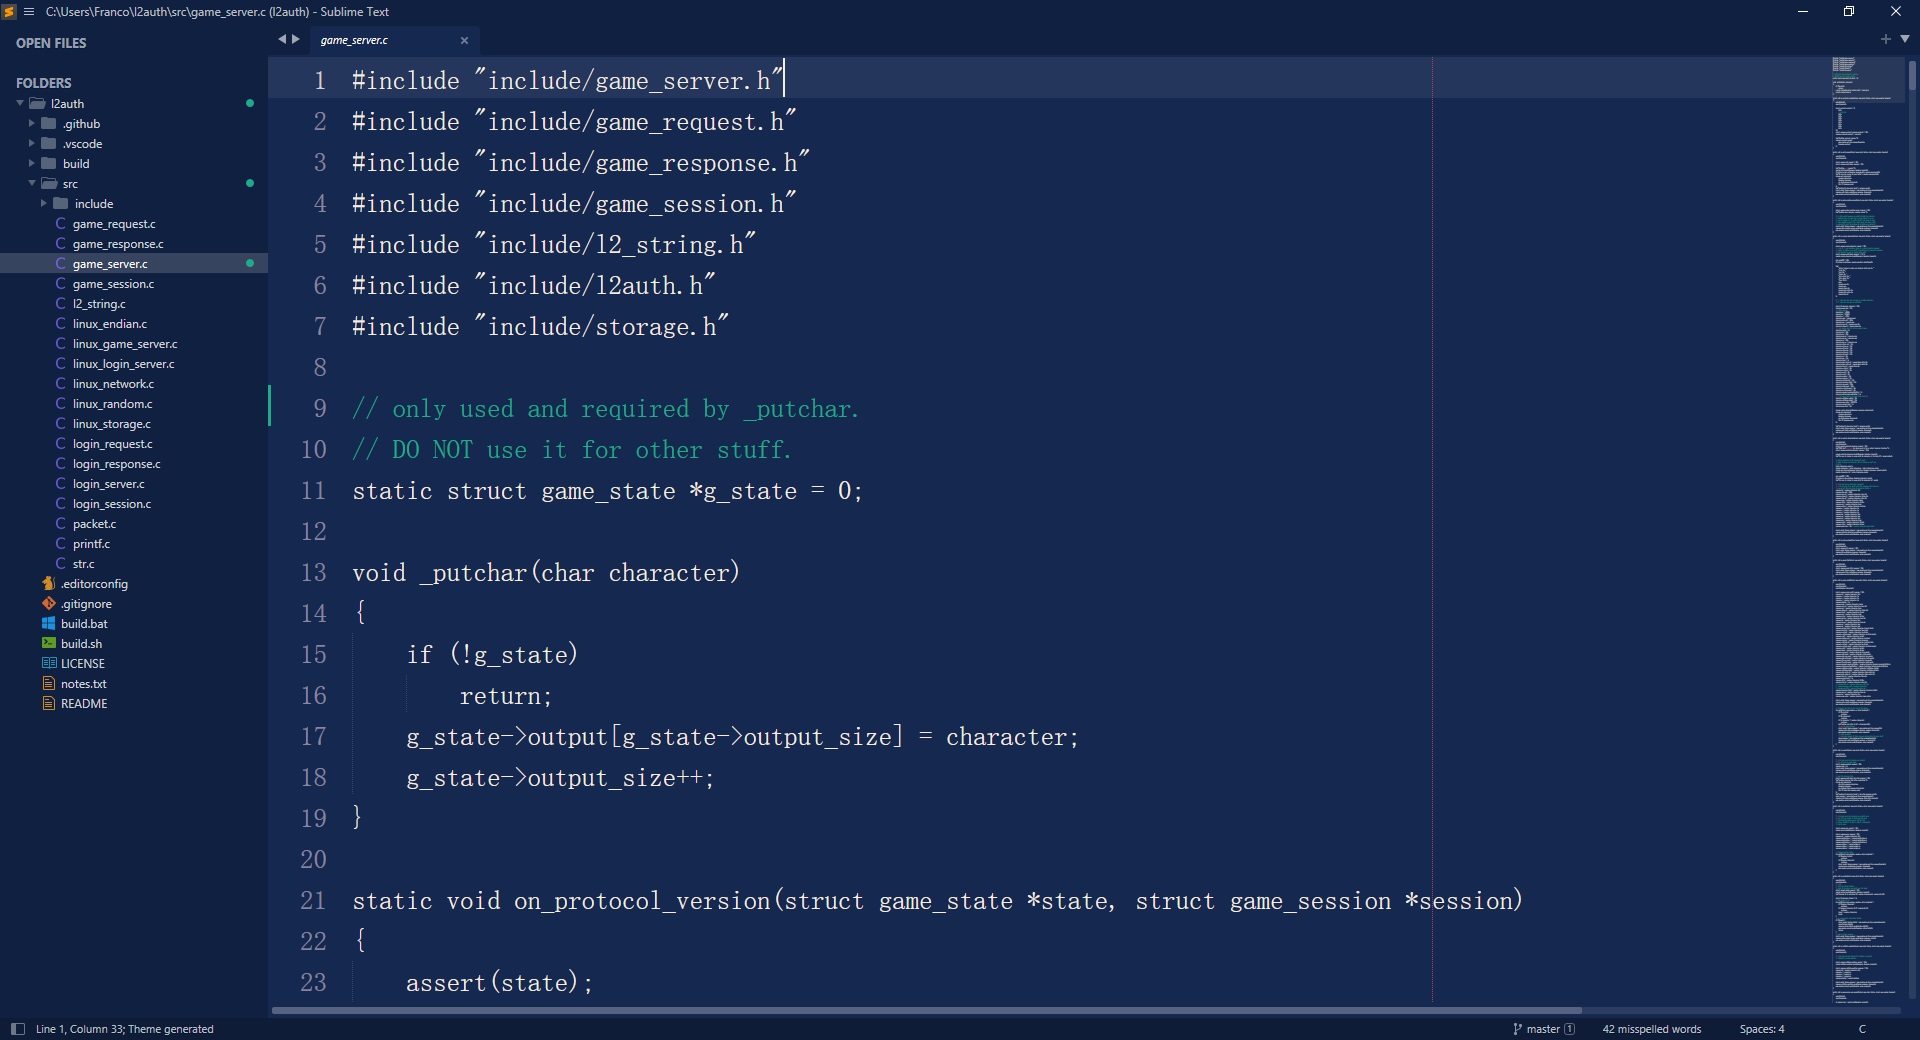 C:\Users\Franco\l2auth\src\game_server.c (l2auth) - Sublime Text
OPEN FILES
FOLDERS
l2auth
.github
.vscode
build
src
include
game_request.c
game_response.c
game_server.c
game_session.c
l2_string.c
linux_endian.c
linux_game_server.c
linux_login_server.c
linux_network.c
linux_random.c
linux_storage.c
login_request.c
login_response.c
login_server.c
login_session.c
packet.c
printf.c
str.c
.editorconfig
.gitignore
build.bat
build.sh
LICENSE
notes.txt
README
game_server.c
1 #include "include/game_server.h"
2 #include "include/game_request.h"
3 #include "include/game_response.h"
4 #include "include/game_session.h"
5 #include "include/l2_string.h"
6 #include "include/l2auth.h"
7 #include "include/storage.h"
8
9 // only used and required by _putchar.
10 // DO NOT use it for other stuff.
11 static struct game_state *g_state = 0;
12
13 void _putchar(char character)
14 {
15     if (!g_state)
16         return;
17     g_state->output[g_state->output_size] = character;
18     g_state->output_size++;
19 }
20
21 static void on_protocol_version(struct game_state *state, struct game_session *session)
22 {
23     assert(state);
Line 1, Column 33; Theme generated
master 1
42 misspelled words
Spaces: 4
C